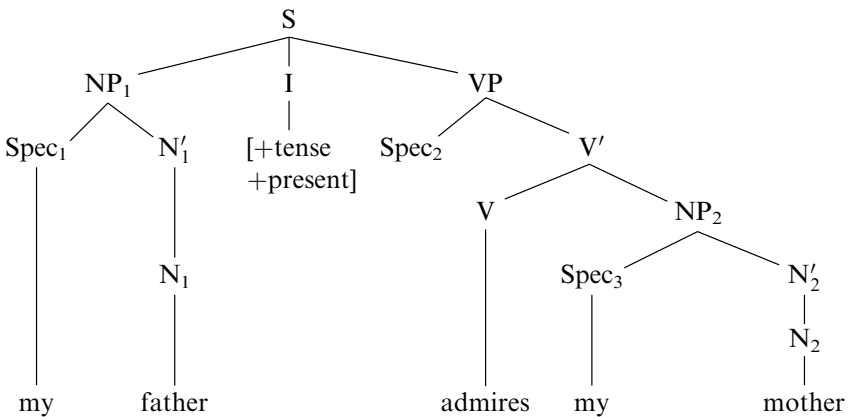 S
NP₁ I VP
Spec₁ N′₁ [+tense Spec₂ V′
+present]
V NP₂
N₁ Spec₃ N′₂
N₂
my father admires my mother